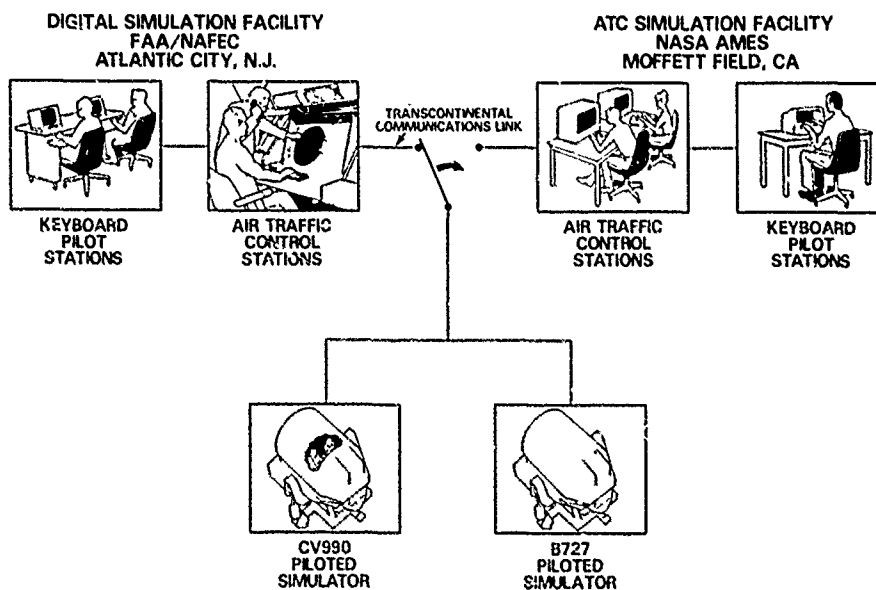 DIGITAL SIMULATION FACILITY
FAA/NAFEC
ATLANTIC CITY, N.J.
ATC SIMULATION FACILITY
NASA AMES
MOFFETT FIELD, CA
TRANSCONTINENTAL
COMMUNICATIONS LINK
KEYBOARD
PILOT
STATIONS
AIR TRAFFIC
CONTROL
STATIONS
AIR TRAFFIC
CONTROL
STATIONS
KEYBOARD
PILOT
STATIONS
CV990
PILOTED
SIMULATOR
B727
PILOTED
SIMULATOR